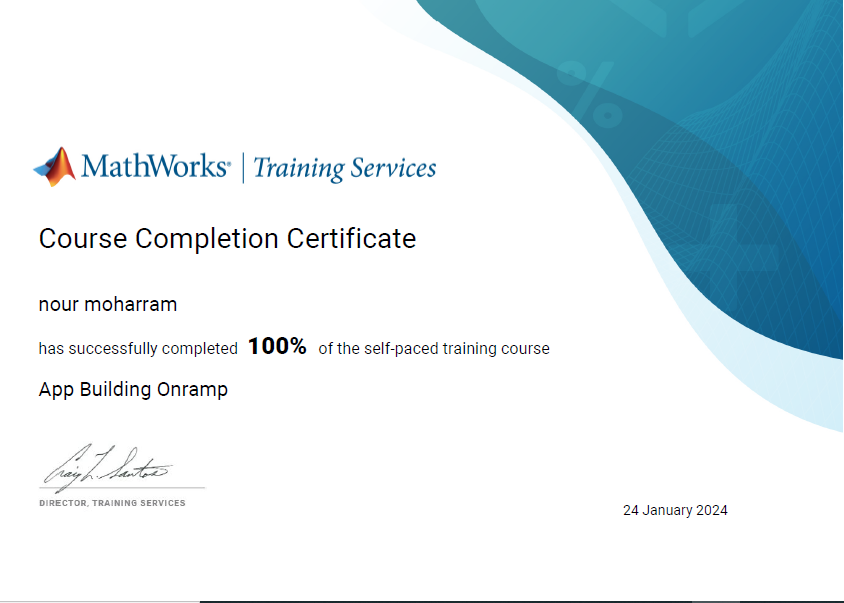 MathWorks® | Training Services
Course Completion Certificate
nour moharram
has successfully completed 100% of the self-paced training course
App Building Onramp
Craig L. Santos
DIRECTOR, TRAINING SERVICES
24 January 2024